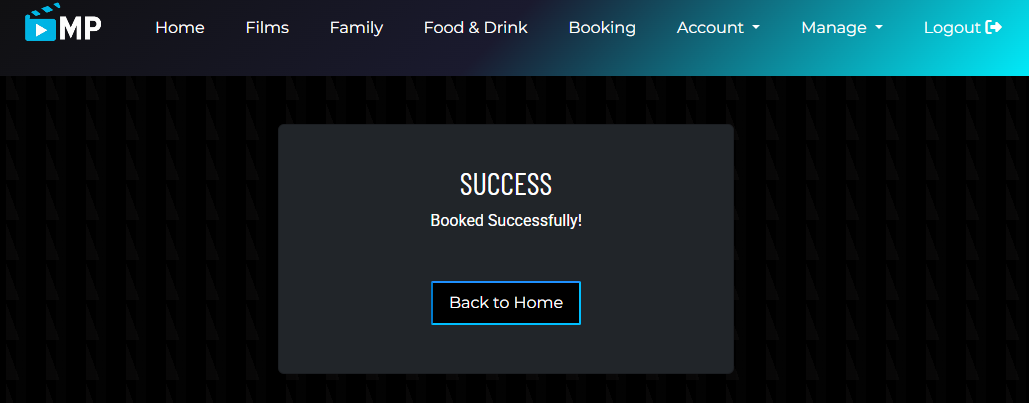 MP Home Films Family Food & Drink Booking Account Manage Logout
SUCCESS
Booked Successfully!
Back to Home